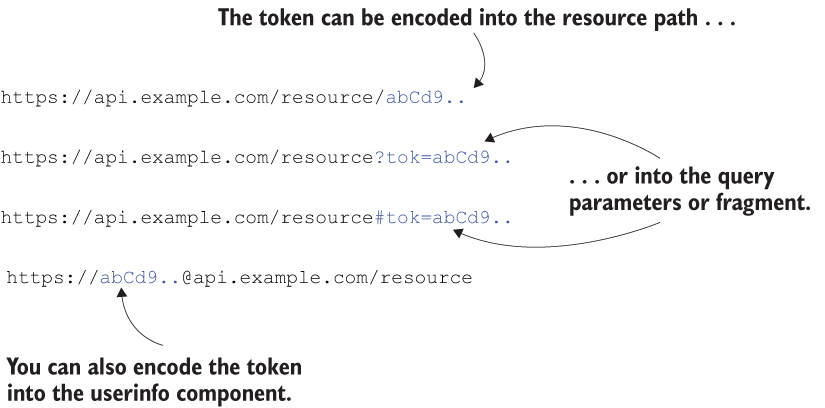 The token can be encoded into the resource path . . .
https://api.example.com/resource/abCd9..
https://api.example.com/resource?tok=abCd9..
. . . or into the query
parameters or fragment.
https://api.example.com/resource#tok=abCd9..
https://abCd9..@api.example.com/resource
You can also encode the token
into the userinfo component.